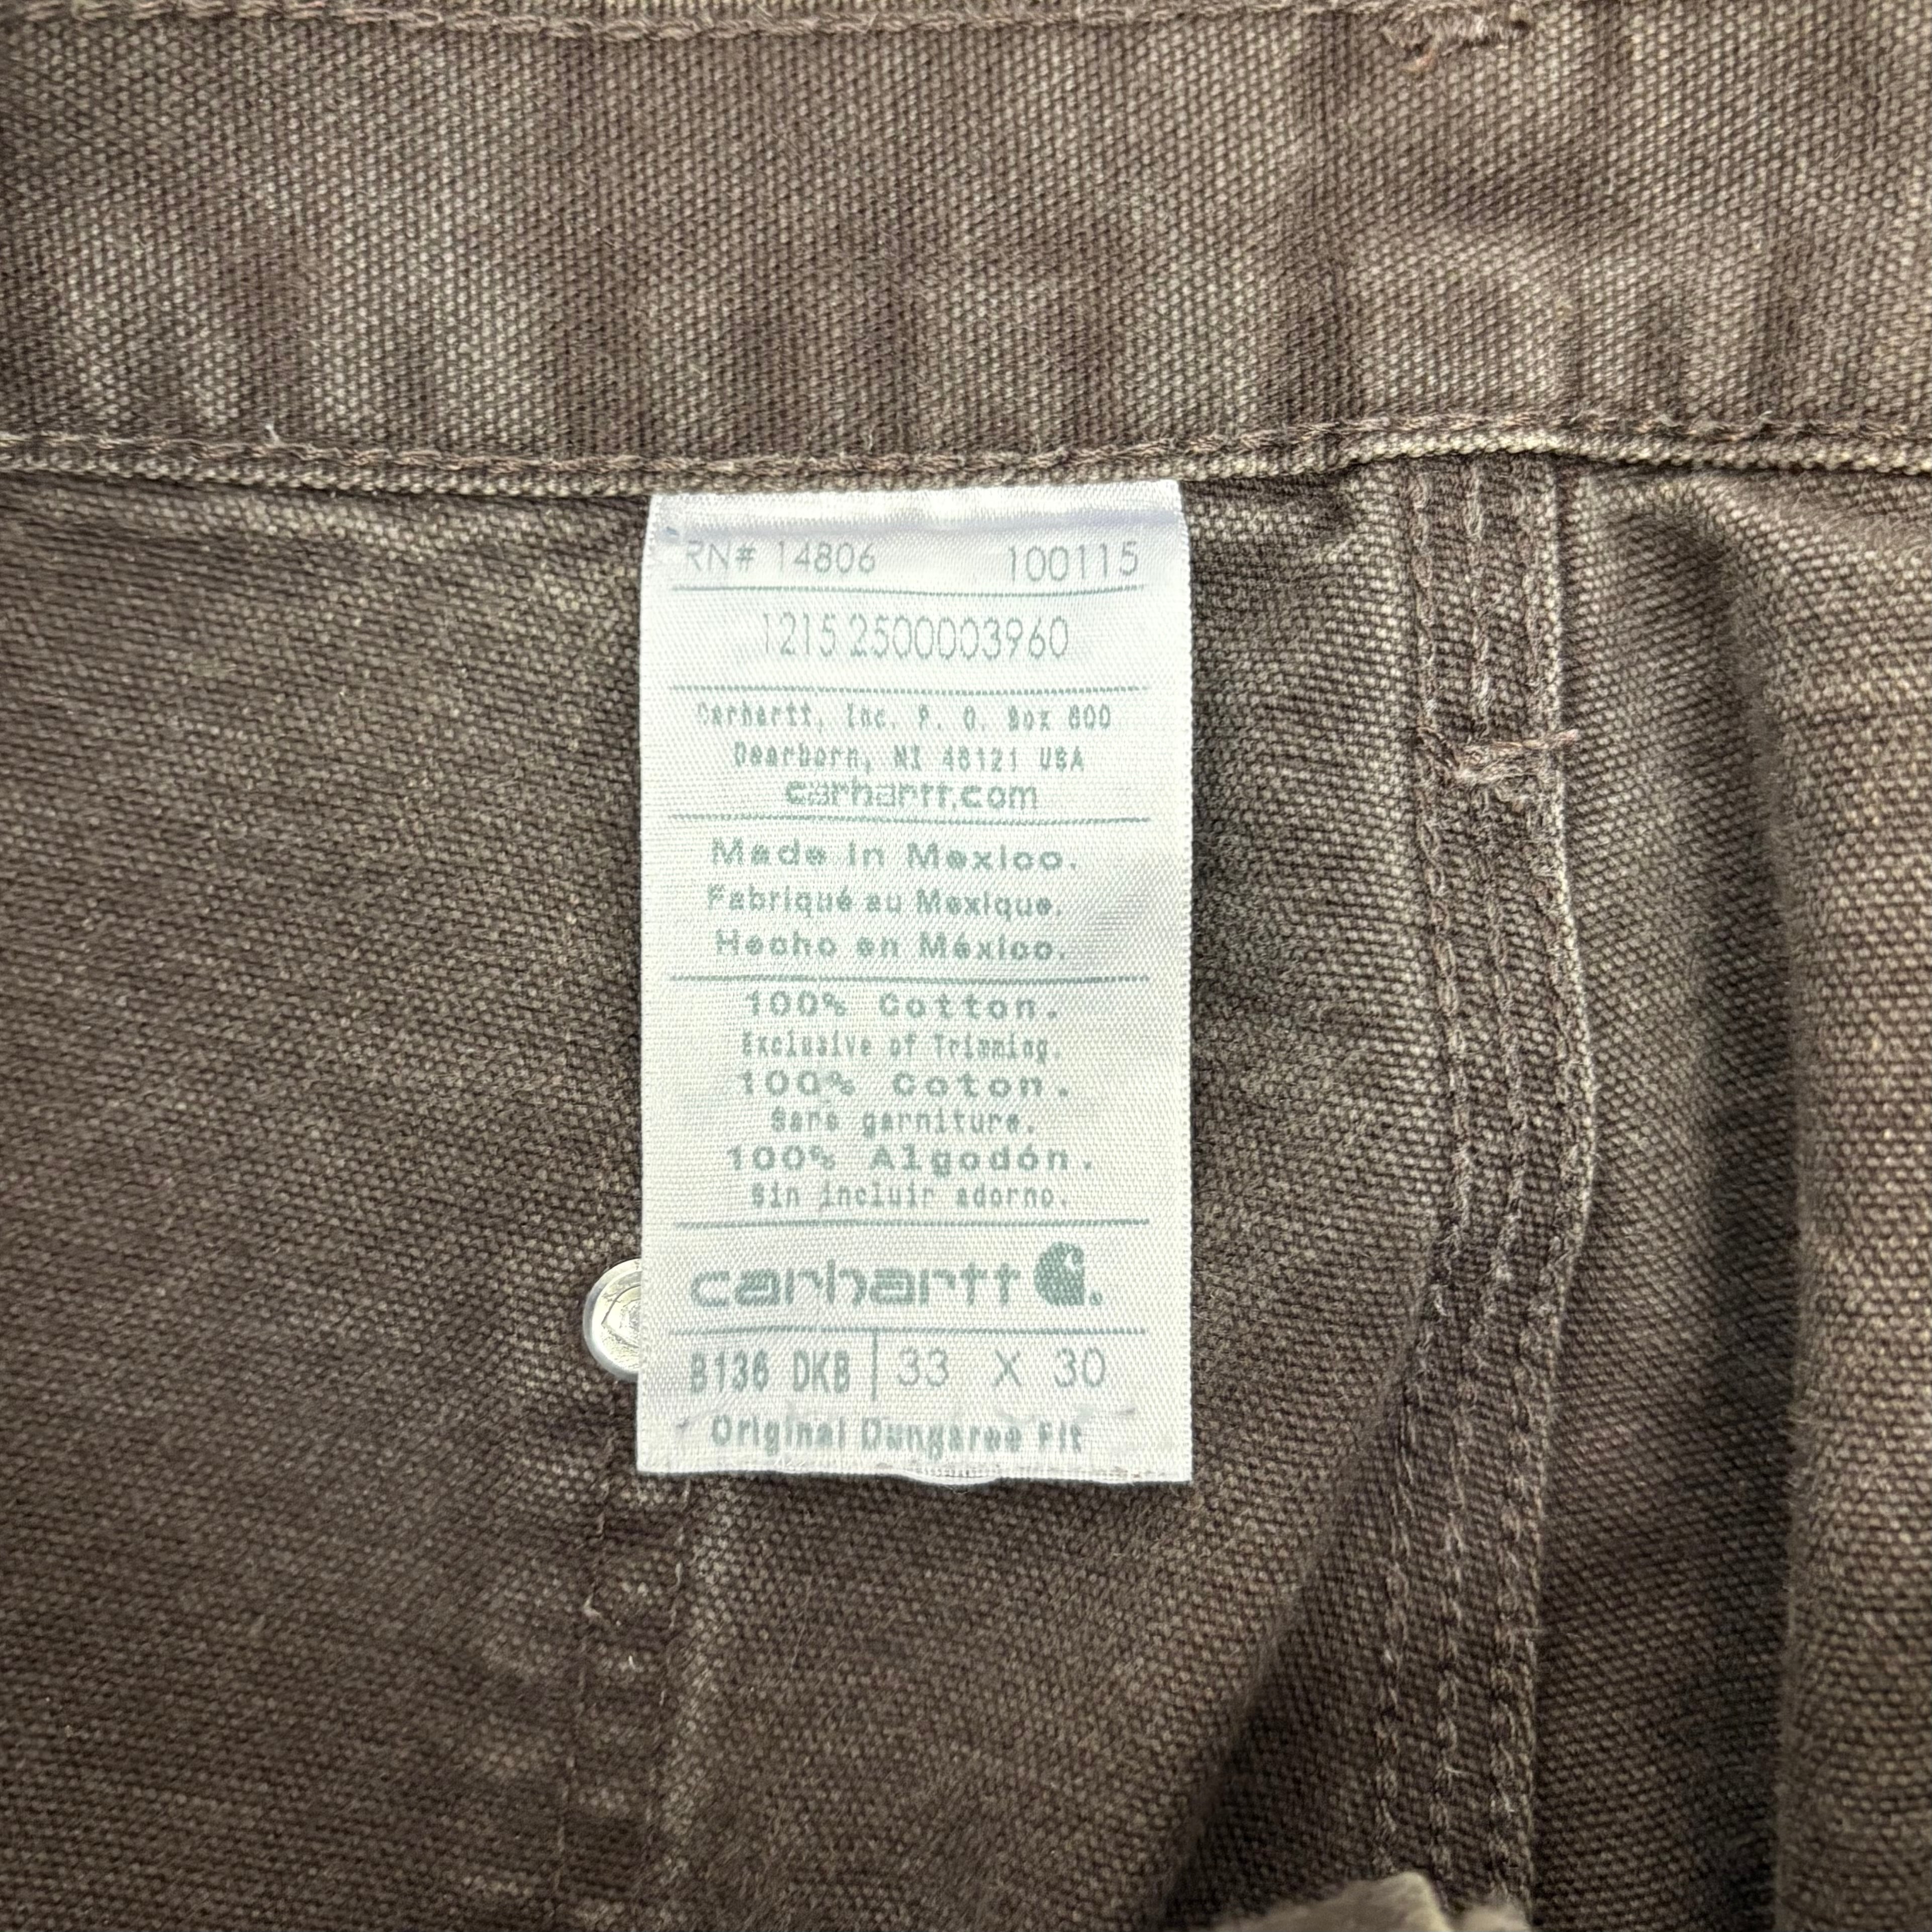 RN# 14806 100115
1215 2500003960
Carhartt, Inc. P. O. Box 600
Dearborn, MI 48121 USA
carhartt.com
Made in Mexico.
Fabriqué au Mexique.
Hecho en México.
100% Cotton.
Exclusive of Trimming.
100% Coton.
Sans garniture.
100% Algodón.
Sin incluir adorno.
carhartt
B136 DKB 33 X 30
Original Dungaree Fit